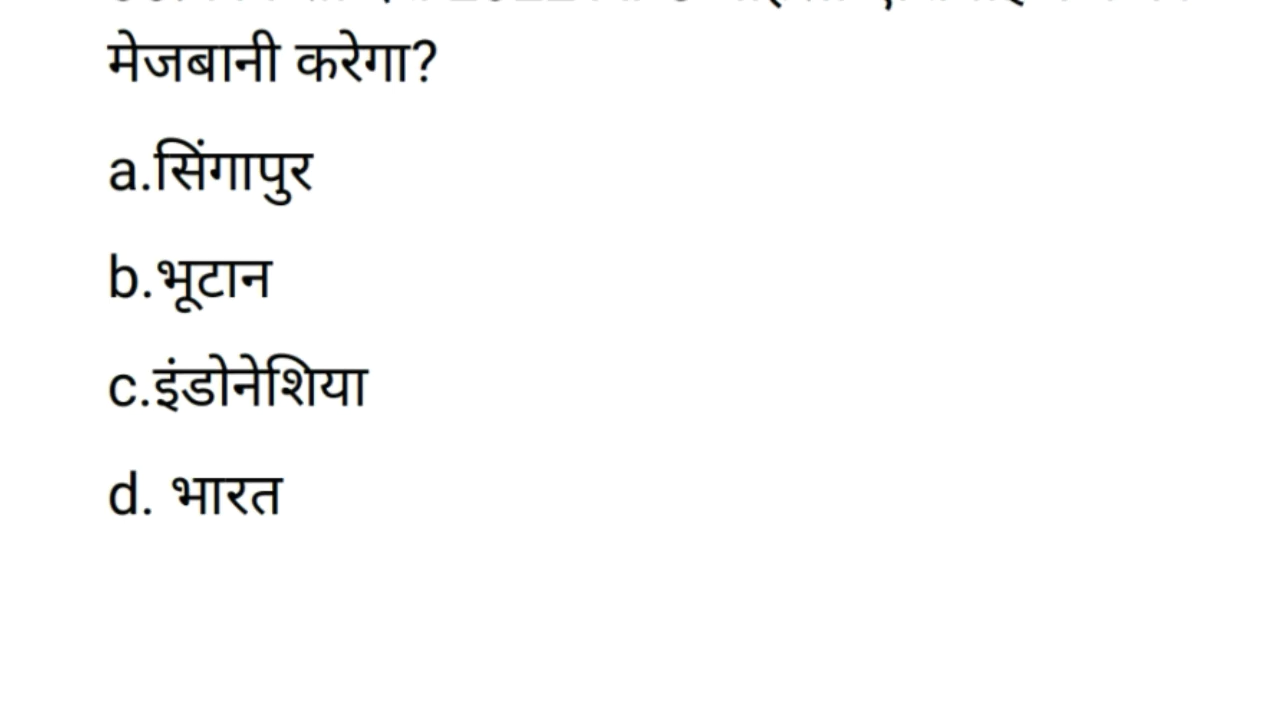 मेजबानी करेगा?
a.सिंगापुर
b.भूटान
c.इंडोनेशिया
d. भारत